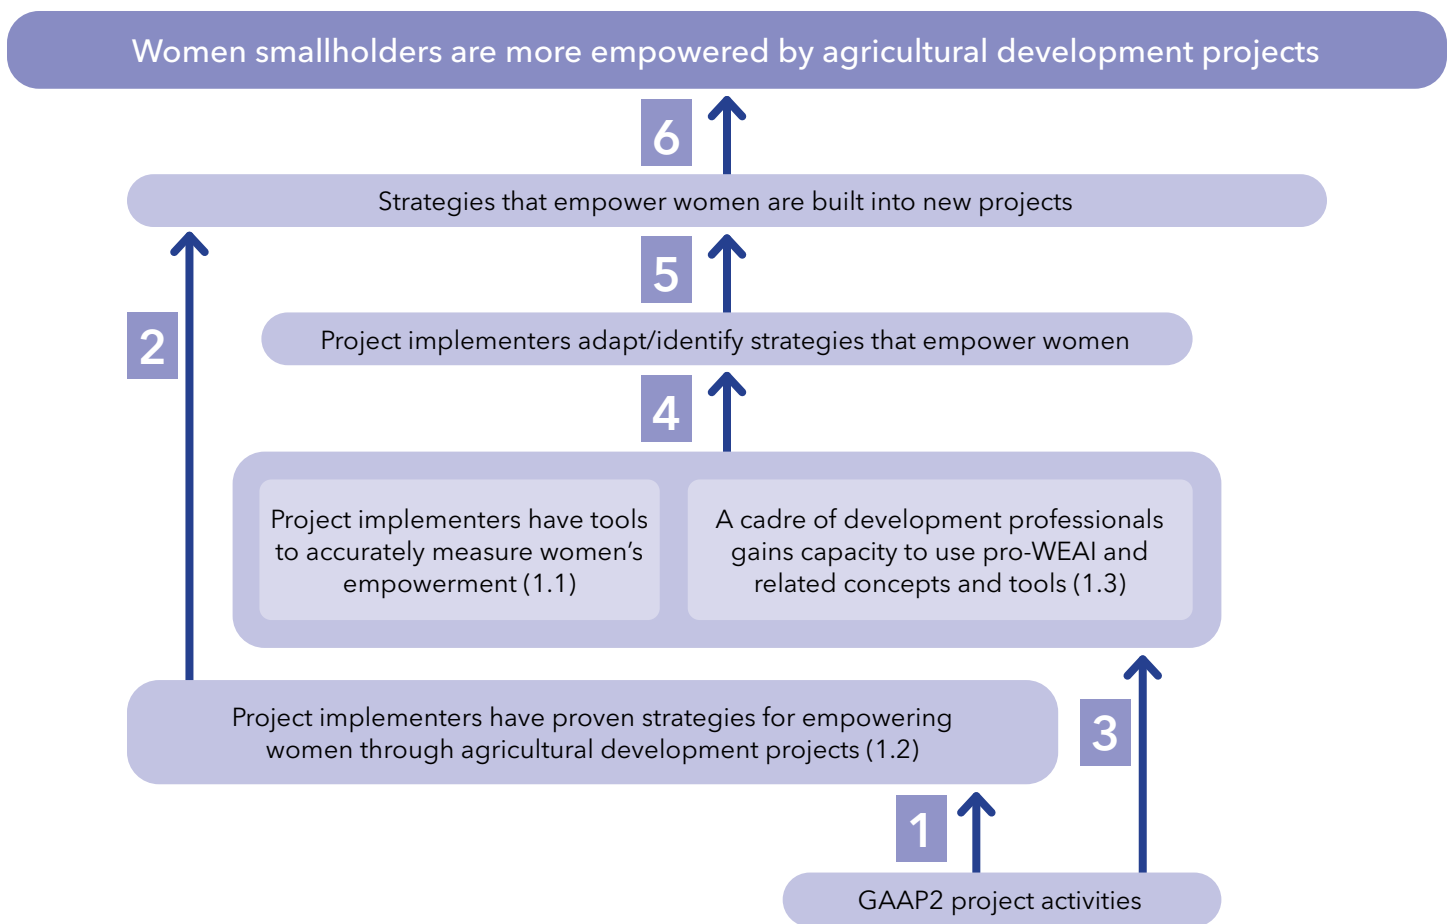 Women smallholders are more empowered by agricultural development projects
6
Strategies that empower women are built into new projects
5
2
Project implementers adapt/identify strategies that empower women
4
Project implementers have tools
to accurately measure women’s
empowerment (1.1)
A cadre of development professionals
gains capacity to use pro-WEAI and
related concepts and tools (1.3)
Project implementers have proven strategies for empowering
women through agricultural development projects (1.2)
3
1
GAAP2 project activities